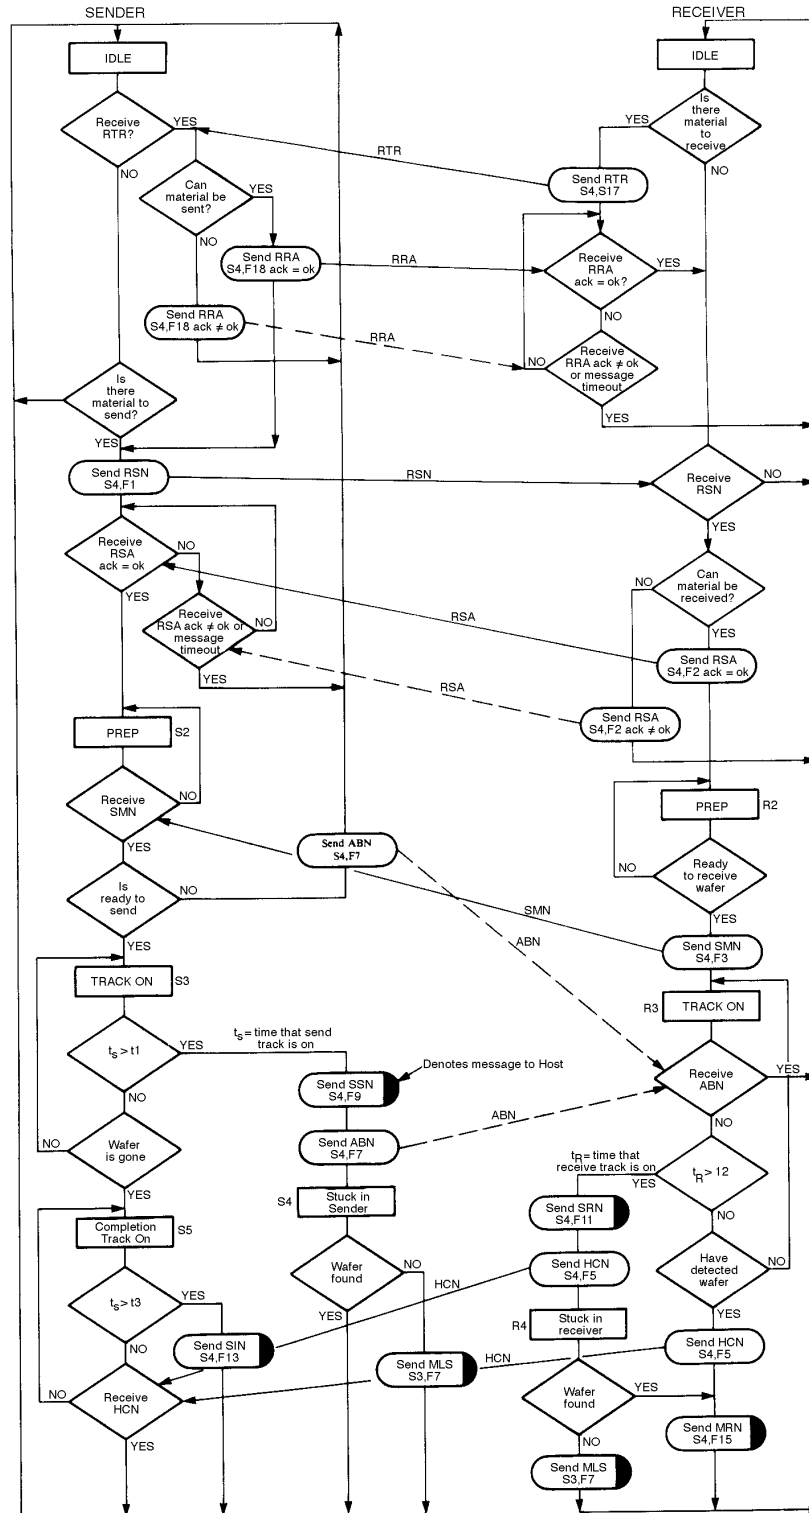 SENDER
RECEIVER
IDLE
IDLE
Receive
RTR?
YES
NO
Is
there
material
to
receive
YES
NO
RTR
Send RTR
S4,S17
Can
material be
sent?
YES
NO
Send RRA
S4,F18 ack = ok
RRA
Receive
RRA
ack = ok?
YES
NO
Send RRA
S4,F18 ack ≠ ok
RRA
Receive
RRA ack ≠ ok
or message
timeout
NO
YES
Is
there
material to
send?
YES
Send RSN
S4,F1
RSN
Receive
RSN
NO
YES
Receive
RSA
ack = ok
NO
YES
Can
material be
received?
NO
YES
Receive
RSA ack ≠ ok or
message
timeout
NO
YES
RSA
Send RSA
S4,F2 ack = ok
RSA
Send RSA
S4,F2 ack ≠ ok
PREP
S2
Receive
SMN
NO
YES
PREP
R2
Send ABN
S4,F7
Ready
to receive
wafer
NO
YES
Is
ready to
send
NO
YES
SMN
ABN
Send SMN
S4,F3
TRACK ON
S3
R3
TRACK ON
ts > t1
YES
NO
ts = time that send
track is on
Denotes message to Host
Send SSN
S4,F9
Receive
ABN
YES
NO
ABN
Send ABN
S4,F7
Wafer
is gone
NO
YES
tR = time that
receive track is on
YES
tR > 12
NO
S4
Stuck in
Sender
Send SRN
S4,F11
Completion
Track On
S5
Wafer
found
NO
YES
Send HCN
S4,F5
Have
detected
wafer
NO
YES
HCN
ts > t3
YES
NO
R4
Stuck in
receiver
Send SIN
S4,F13
HCN
Send HCN
S4,F5
Send MLS
S3,F7
Receive
HCN
NO
YES
Wafer
found
YES
NO
Send MRN
S4,F15
Send MLS
S3,F7